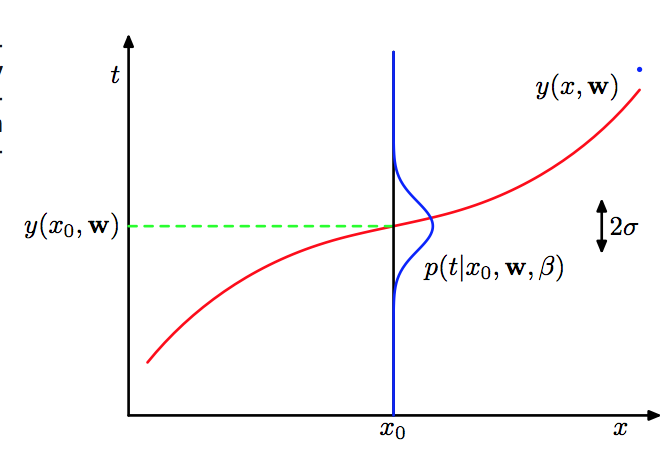 t
y(x, w)
y(x₀, w)
2σ
p(t|x₀, w, β)
x₀
x